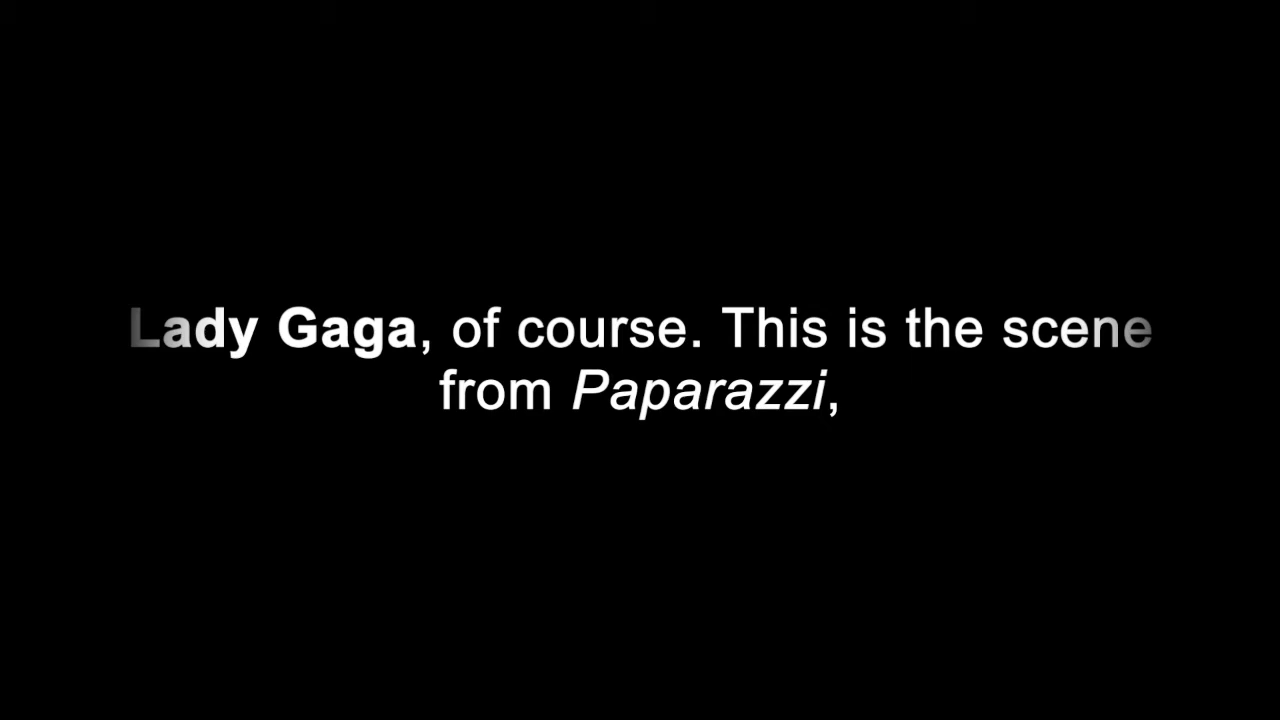 Lady Gaga, of course. This is the scene
from Paparazzi,